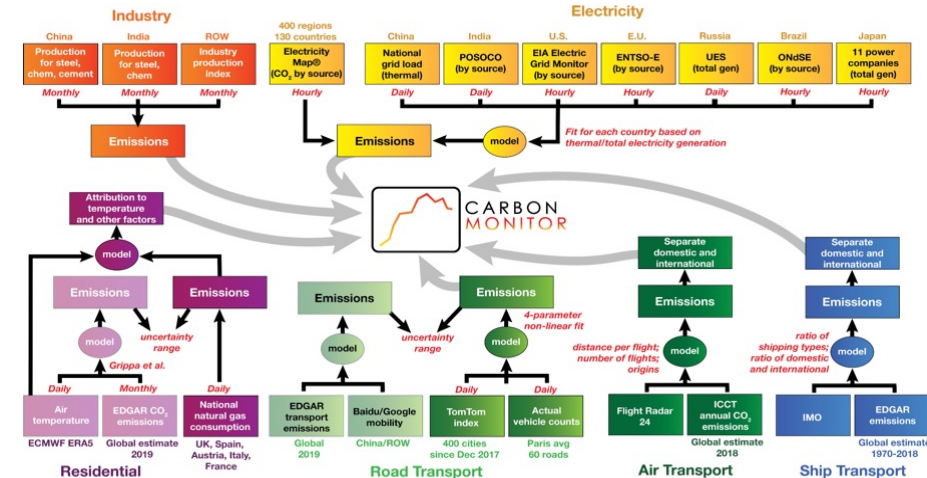 Industry
Electricity
China
India
ROW
400 regions
130 countries
China
India
U.S.
E.U.
Russia
Brazil
Japan
Production
for steel,
chem, cement
Production
for steel,
chem
Industry
production
index
Electricity
Map®
(CO2 by source)
National
grid load
(thermal)
POSOCO
(by source)
EIA Electric
Grid Monitor
(by source)
ENTSO-E
(by source)
UES
(total gen)
ONdSE
(by source)
11 power
companies
(total gen)
Monthly
Monthly
Monthly
Hourly
Daily
Daily
Hourly
Hourly
Daily
Hourly
Hourly
Emissions
Emissions
model
Fit for each country based on
thermal/total electricity generation
CARBON
MONITOR
Attribution to
temperature
and other factors
model
Emissions
Emissions
uncertainty
range
model
Grippa et al.
Daily
Monthly
Daily
Air
temperature
EDGAR CO2
emissions
National
natural gas
consumption
ECMWF ERA5
Global estimate
2019
UK, Spain,
Austria, Italy,
France
Residential
Emissions
Emissions
uncertainty
range
4-parameter
non-linear fit
model
model
Daily
Daily
EDGAR
transport
emissions
Baidu/Google
mobility
TomTom
index
Actual
vehicle counts
Global
2019
China/ROW
400 cities
since Dec 2017
Paris avg
60 roads
Road Transport
Separate
domestic and
international
Emissions
distance per flight;
number of flights;
origins
model
Flight Radar
24
ICCT
annual CO2
emissions
Global estimate
2018
Air Transport
Separate
domestic and
international
Emissions
ratio of
shipping types;
ratio of domestic
and international
model
IMO
EDGAR
emissions
Global estimate
1970-2018
Ship Transport